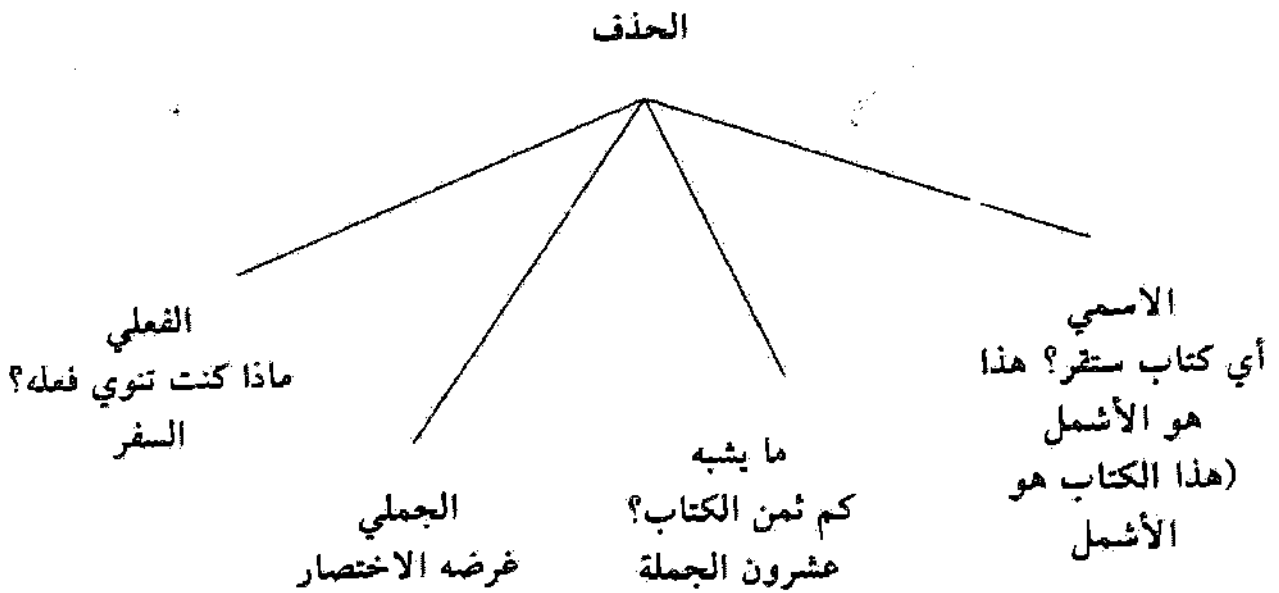 الحذف
الاسمي
أي كتاب ستقر؟ هذا
هو الأشمل
(هذا الكتاب هو
الأشمل
ما يشبه
كم ثمن الكتاب؟
عشرون الجملة
الجملي
غرضه الاختصار
الفعلي
ماذا كنت تنوي فعله؟
السفر